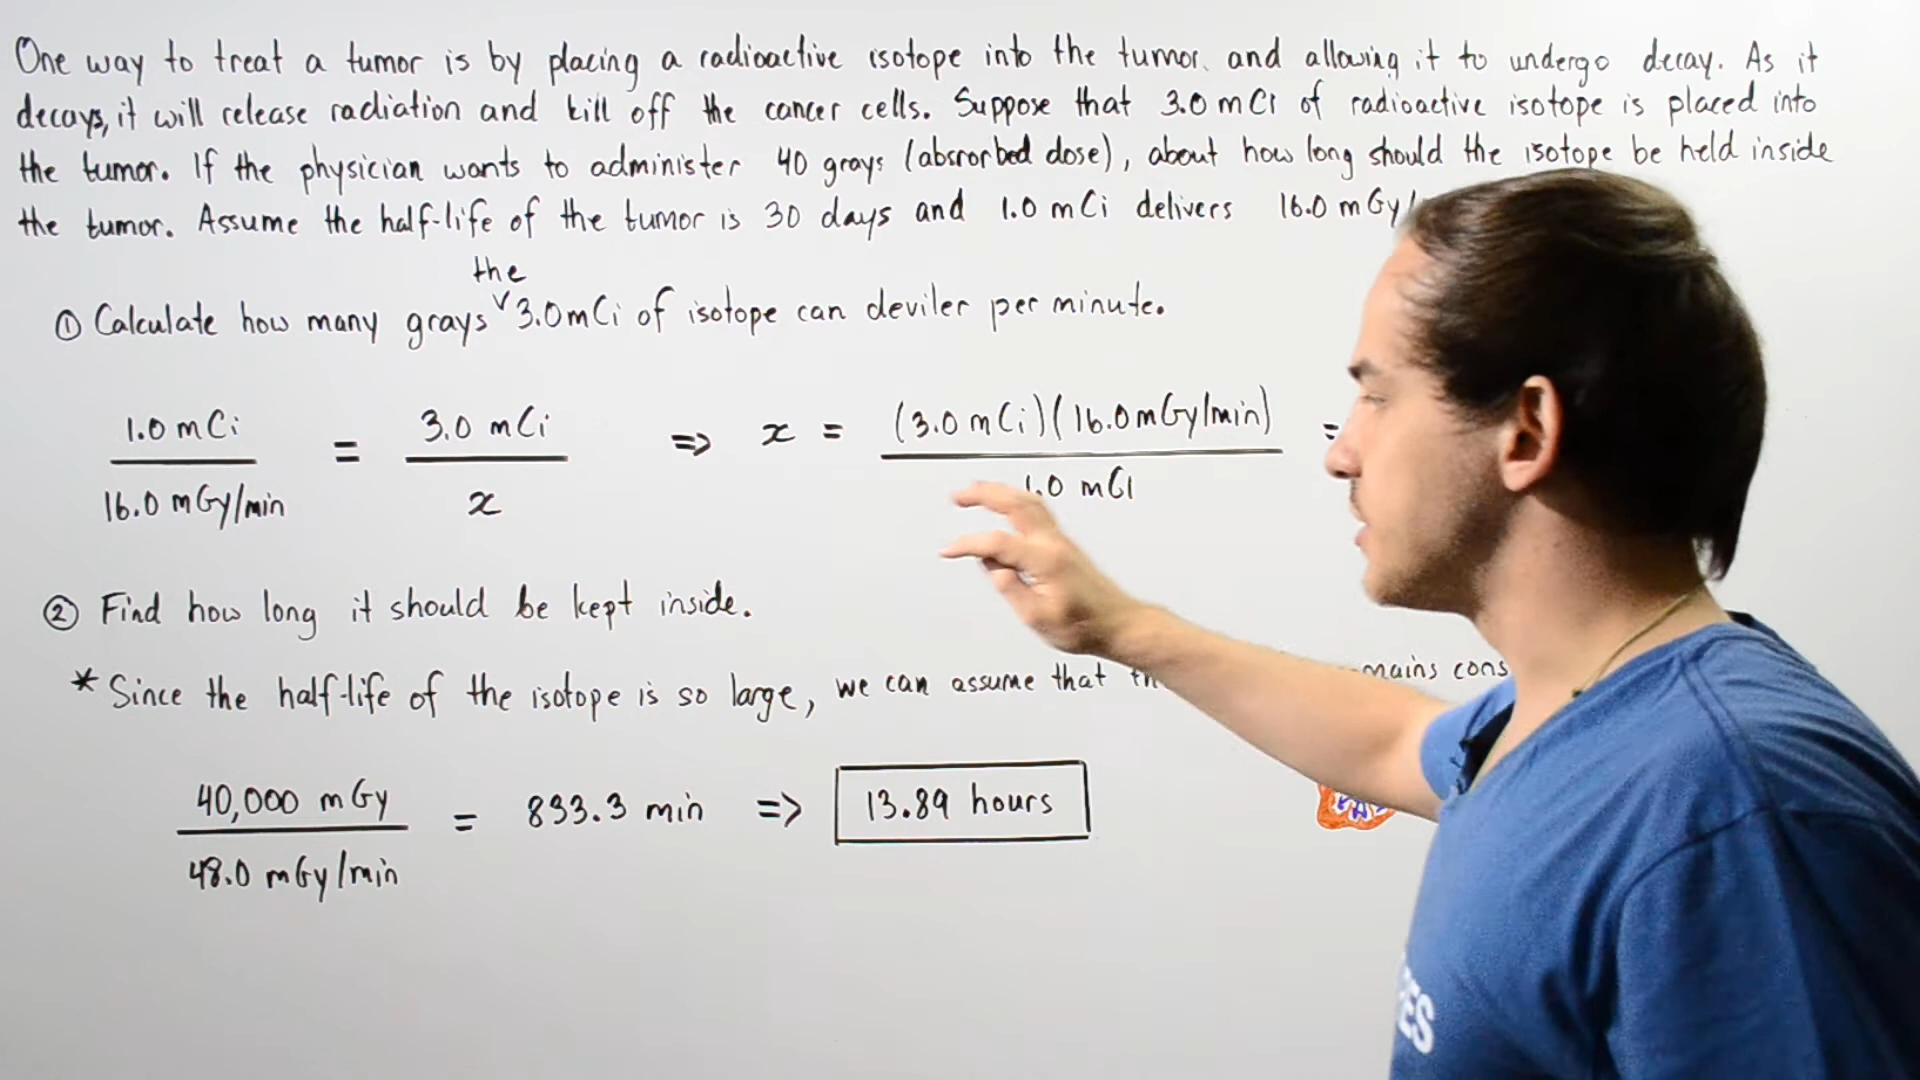 One way to treat a tumor is by placing a radioactive isotope into the tumor and allowing it to undergo decay. As it
decays, it will release radiation and kill off the cancer cells. Suppose that 3.0 mCi of radioactive isotope is placed into
the tumor. If the physician wants to administer 40 grays (absrorbed dose), about how long should the isotope be held inside
the tumor. Assume the half-life of the tumor is 30 days and 1.0 mCi delivers 16.0 mGy/
the
① Calculate how many grays ˅ 3.0mCi of isotope can deviler per minute.
1.0 mCi / 16.0 mGy/min = 3.0 mCi / x => x = (3.0 mCi)(16.0mGy/min) / 1.0 mCi =
② Find how long it should be kept inside.
* Since the half-life of the isotope is so large, we can assume that mains cons
40,000 mGy / 48.0 mGy/min = 833.3 min => 13.89 hours
ES